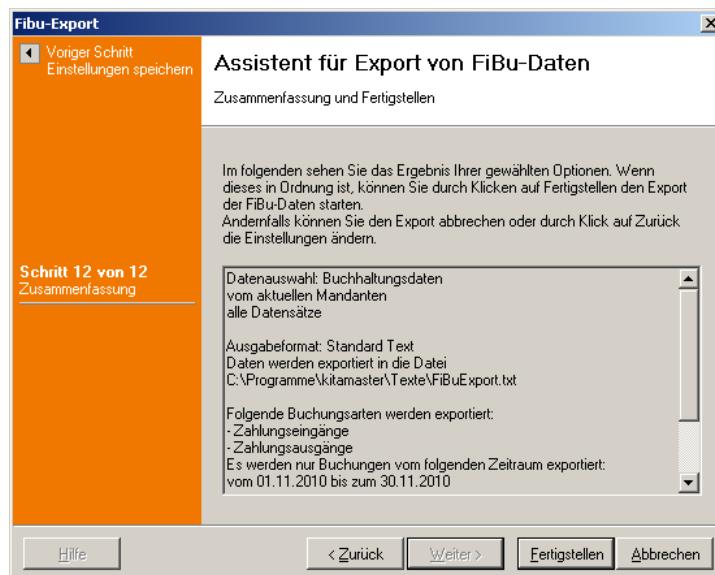 Fibu-Export
Voriger Schritt
Einstellungen speichern
Assistent für Export von FiBu-Daten
Zusammenfassung und Fertigstellen
Im folgenden sehen Sie das Ergebnis Ihrer gewählten Optionen. Wenn
dieses in Ordnung ist, können Sie durch Klicken auf Fertigstellen den Export
der FiBu-Daten starten.
Andernfalls können Sie den Export abbrechen oder durch Klick auf Zurück
die Einstellungen ändern.
Schritt 12 von 12
Zusammenfassung
Datenauswahl: Buchhaltungsdaten
vom aktuellen Mandanten
alle Datensätze
Ausgabeformat: Standard Text
Daten werden exportiert in die Datei
C:\Programme\kitamaster\Texte\FiBuExport.txt
Folgende Buchungsarten werden exportiert:
- Zahlungseingänge
- Zahlungsausgänge
Es werden nur Buchungen vom folgenden Zeitraum exportiert:
vom 01.11.2010 bis zum 30.11.2010
Hilfe
< Zurück
Weiter >
Fertigstellen
Abbrechen